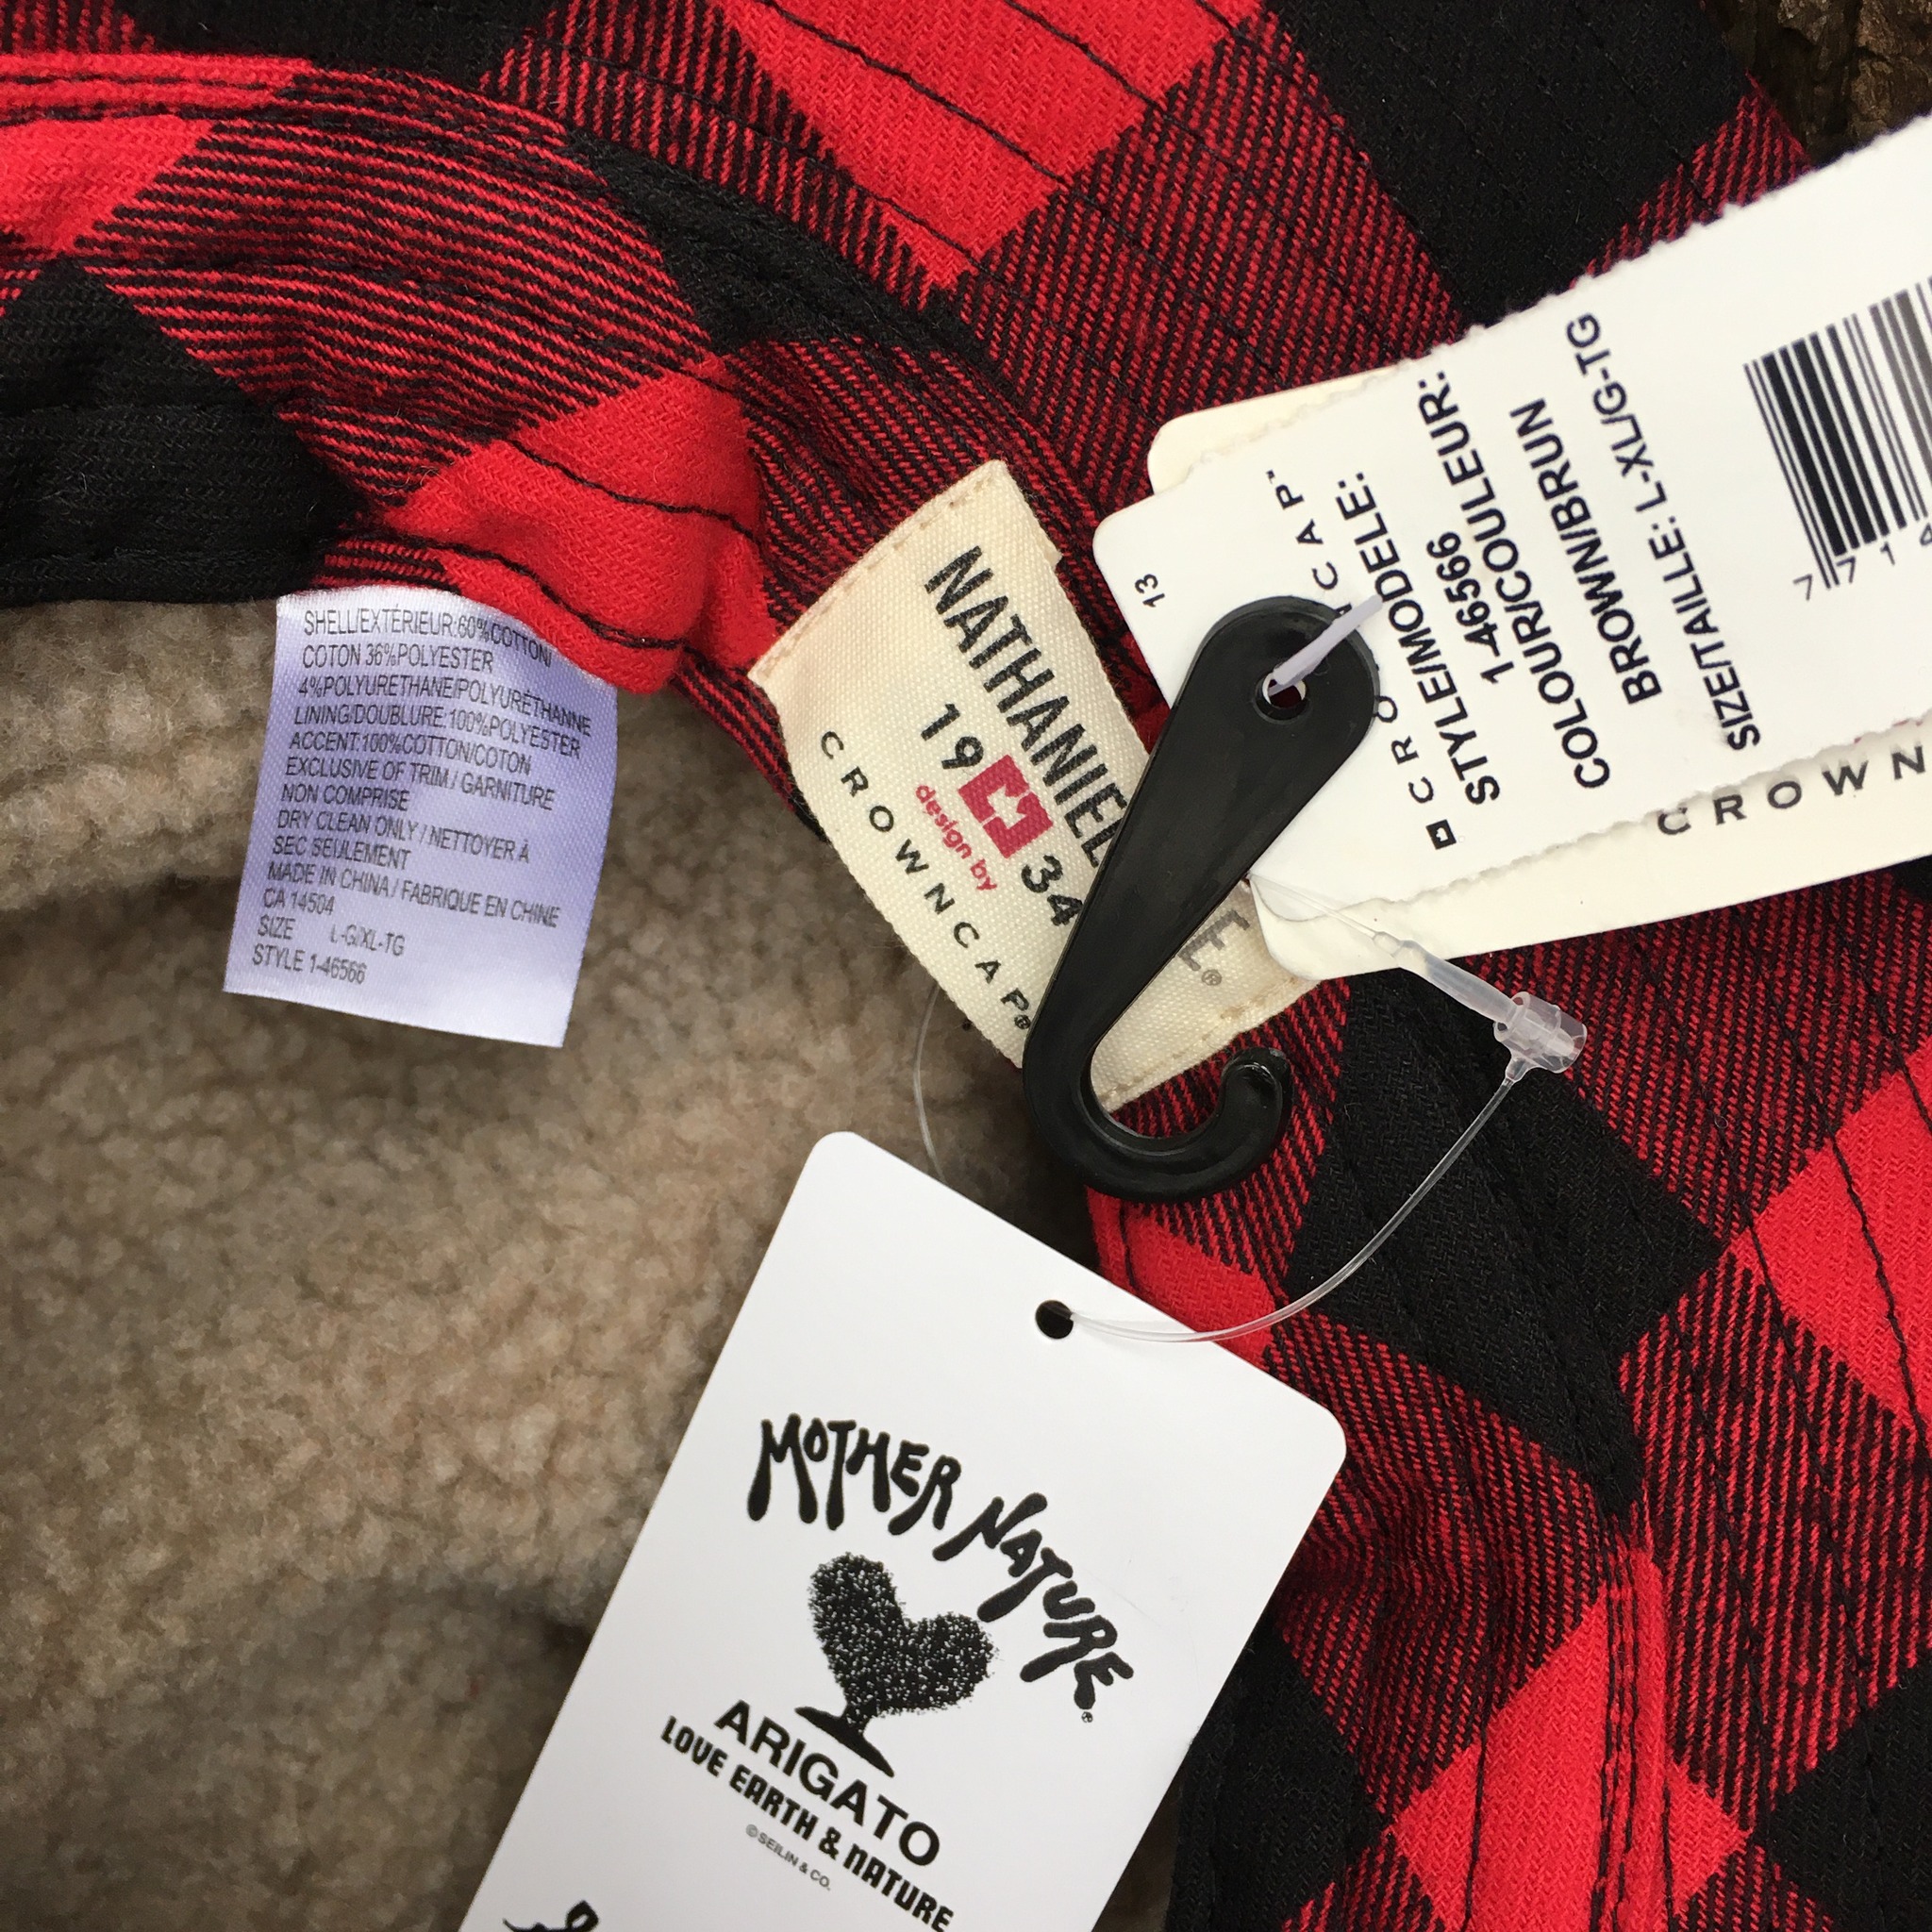 SHELL/EXTÉRIEUR:60%COTTON/
COTON 36%POLYESTER
4%POLYURETHANE/POLYURÉTHANNE
LINING/DOUBLURE:100%POLYESTER
ACCENT:100%COTTON/COTON
EXCLUSIVE OF TRIM / GARNITURE
NON COMPRISE
DRY CLEAN ONLY / NETTOYER À
SEC SEULEMENT
MADE IN CHINA / FABRIQUE EN CHINE
CA 14504
SIZE L-G/XL-TG
STYLE 1-46566
NATHANIEL
19 34
design by
CROWNCAP®
13
STYLE/MODELE:
1-46566
COLOUR/COULEUR:
BROWN/BRUN
SIZE/TAILLE: L-XL/G-TG
7 71
CROWN
MOTHER NATURE®
ARIGATO
LOVE EARTH & NATURE
©SEILIN & CO.